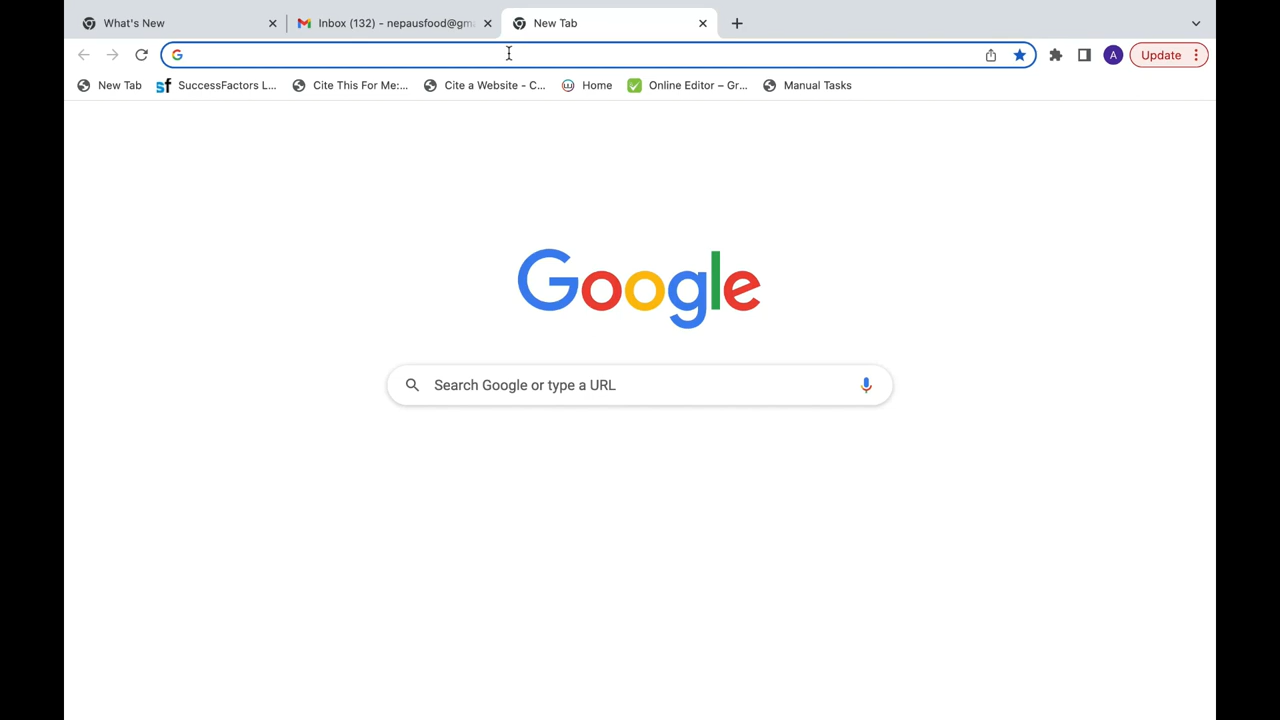 What's New
Inbox (132) - nepausfood@gm
New Tab
Update
New Tab
SuccessFactors L...
Cite This For Me:...
Cite a Website - C...
Home
Online Editor – Gr...
Manual Tasks
A
Google
Search Google or type a URL